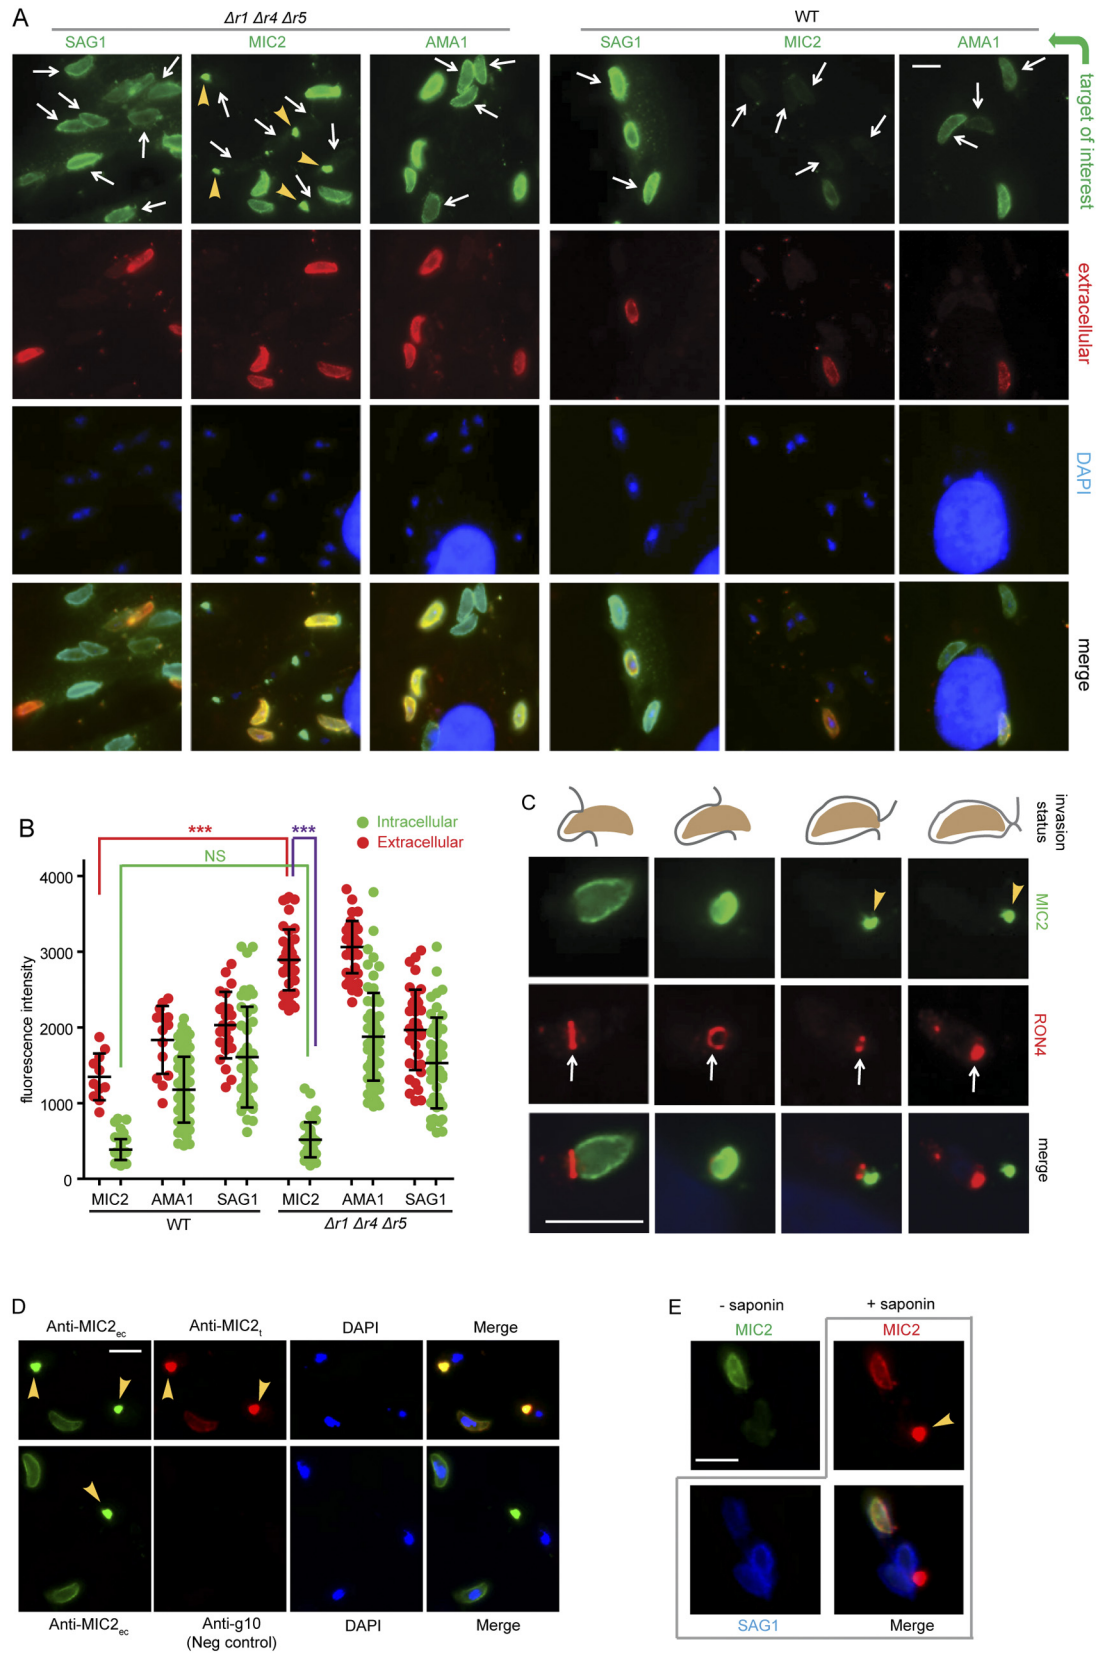 A
Δr1 Δr4 Δr5
WT
SAG1
MIC2
AMA1
SAG1
MIC2
AMA1
target of interest
extracellular
DAPI
merge
B
Intracellular
Extracellular
***
***
NS
fluorescence intensity
4000
3000
2000
1000
0
MIC2
AMA1
SAG1
MIC2
AMA1
SAG1
WT
Δr1 Δr4 Δr5
C
invasion
status
MIC2
RON4
merge
D
Anti-MIC2ec
Anti-MIC2t
DAPI
Merge
Anti-MIC2ec
Anti-g10
(Neg control)
DAPI
Merge
E
- saponin
+ saponin
MIC2
MIC2
SAG1
Merge